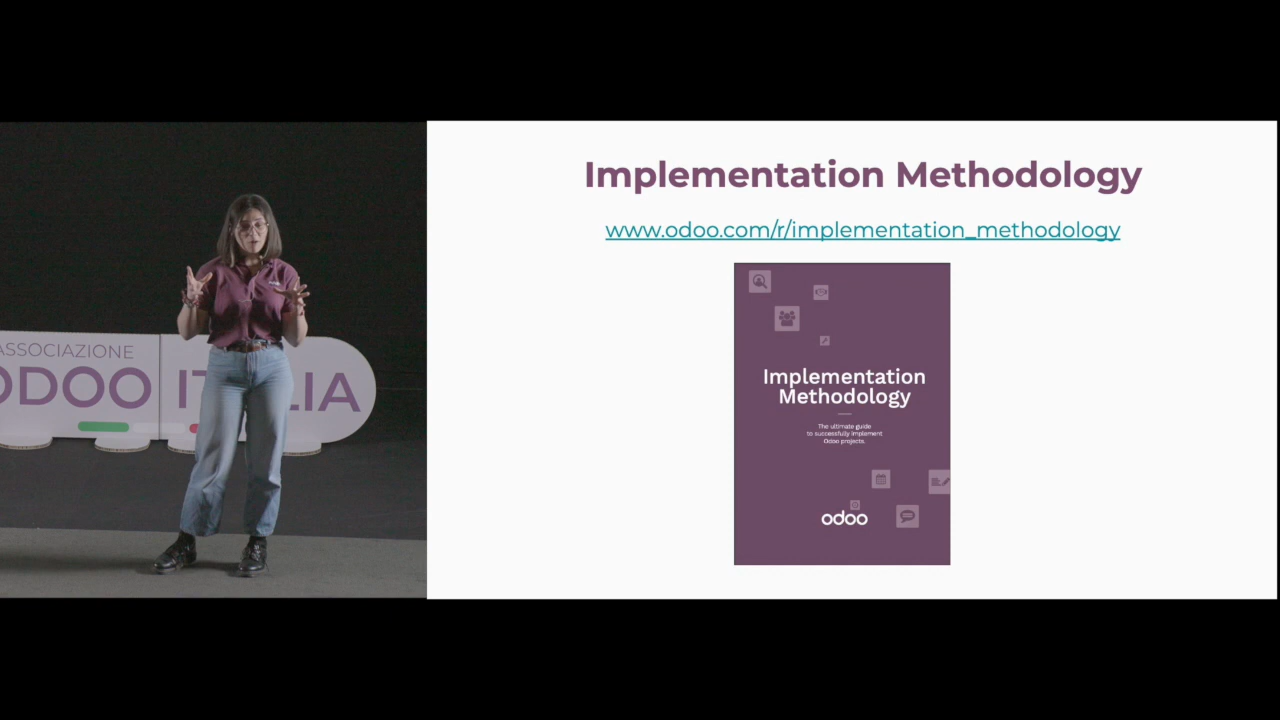 ASSOCIAZIONE
ODOO
Implementation Methodology
www.odoo.com/r/implementation_methodology
Implementation
Methodology
The ultimate guide
to successfully implement
Odoo projects.
odoo